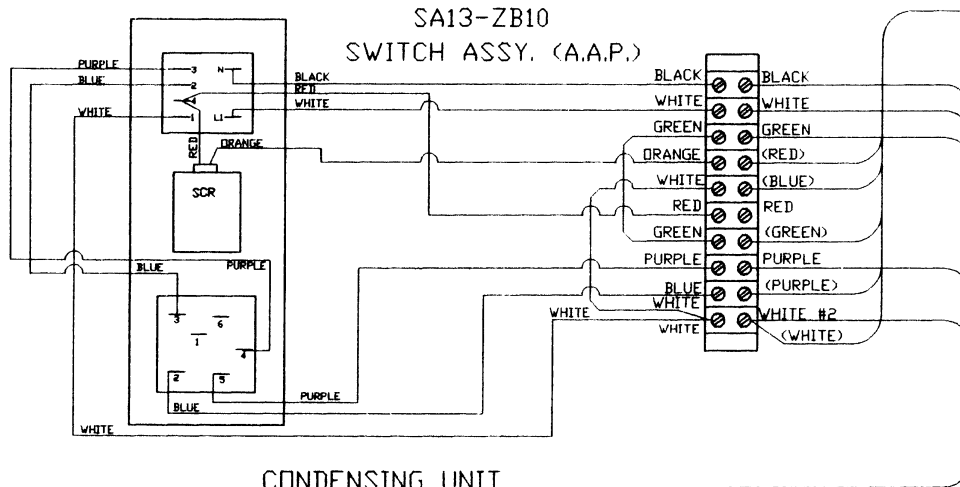 SA13-ZB10
SWITCH ASSY. (A.A.P.)
PURPLE
3
N
BLUE
2
BLACK
RED
4
WHITE
WHITE
1
L1
RED
ORANGE
SCR
BLUE
PURPLE
3
6
1
4
2
5
BLUE
PURPLE
WHITE
WHITE
BLACK
BLACK
WHITE
WHITE
GREEN
GREEN
ORANGE
(RED)
WHITE
(BLUE)
RED
RED
GREEN
(GREEN)
PURPLE
PURPLE
BLUE
(PURPLE)
WHITE
WHITE #2
WHITE
(WHITE)
CONDENSING UNIT